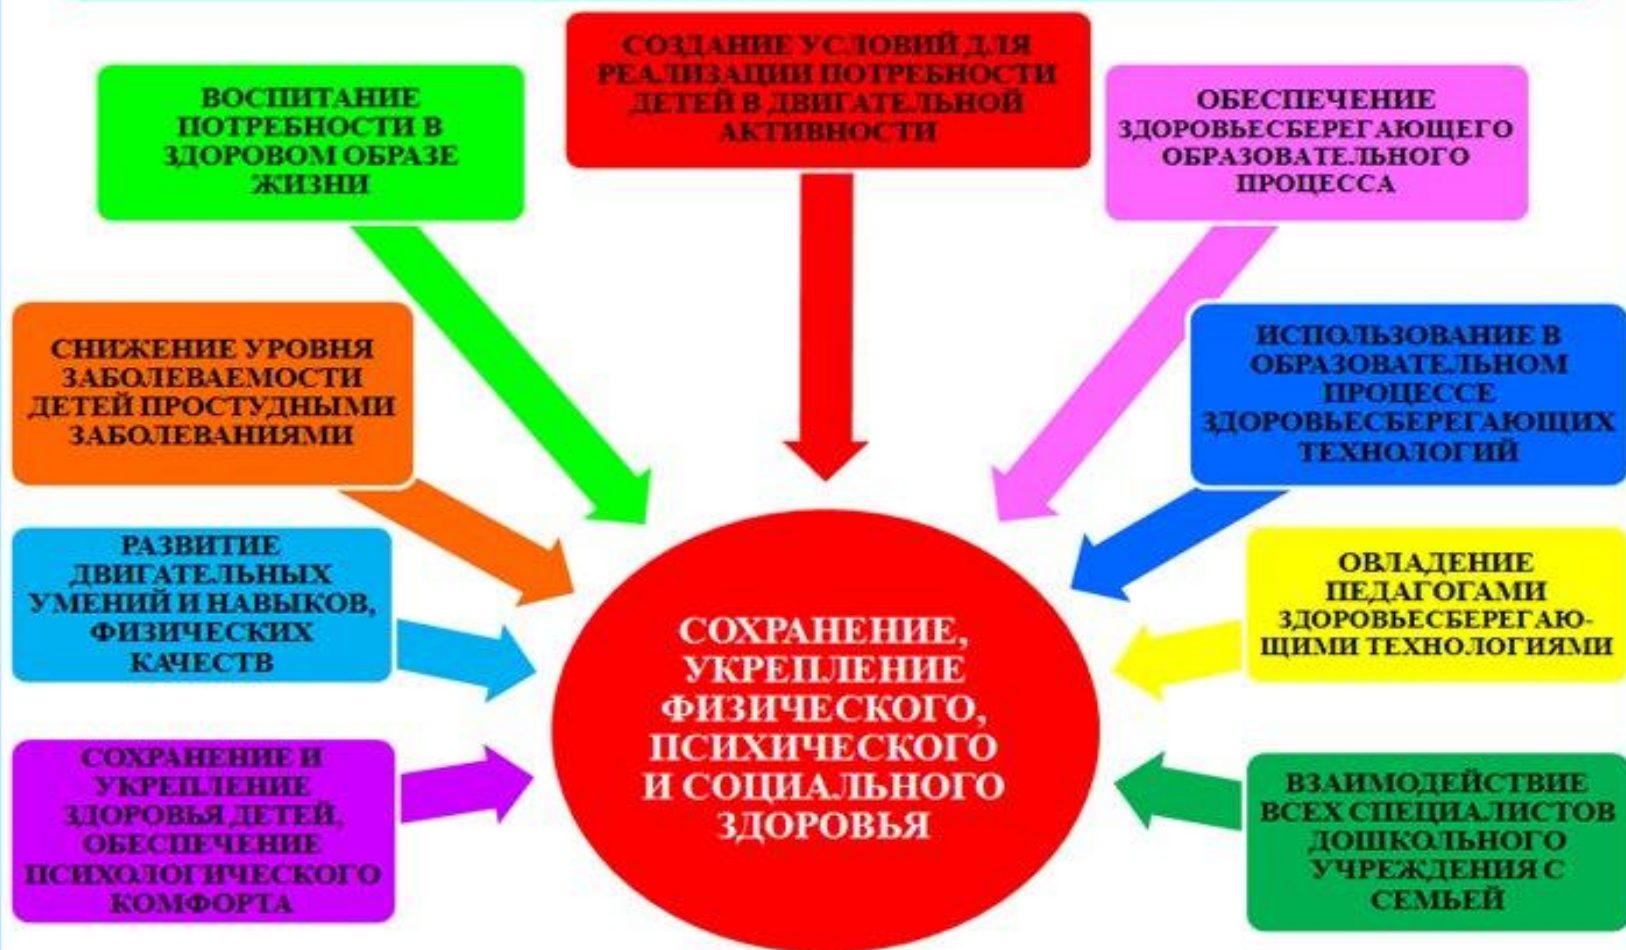 СОЗДАНИЕ УСЛОВИЙ ДЛЯ
РЕАЛИЗАЦИИ ПОТРЕБНОСТИ
ДЕТЕЙ В ДВИГАТЕЛЬНОЙ
АКТИВНОСТИ
ВОСПИТАНИЕ
ПОТРЕБНОСТИ В
ЗДОРОВОМ ОБРАЗЕ
ЖИЗНИ
ОБЕСПЕЧЕНИЕ
ЗДОРОВЬЕСБЕРЕГАЮЩЕГО
ОБРАЗОВАТЕЛЬНОГО
ПРОЦЕССА
СНИЖЕНИЕ УРОВНЯ
ЗАБОЛЕВАЕМОСТИ
ДЕТЕЙ ПРОСТУДНЫМИ
ЗАБОЛЕВАНИЯМИ
ИСПОЛЬЗОВАНИЕ В
ОБРАЗОВАТЕЛЬНОМ
ПРОЦЕССЕ
ЗДОРОВЬЕСБЕРЕГАЮЩИХ
ТЕХНОЛОГИЙ
РАЗВИТИЕ
ДВИГАТЕЛЬНЫХ
УМЕНИЙ И НАВЫКОВ,
ФИЗИЧЕСКИХ
КАЧЕСТВ
ОВЛАДЕНИЕ
ПЕДАГОГАМИ
ЗДОРОВЬЕСБЕРЕГАЮ-
ЩИМИ ТЕХНОЛОГИЯМИ
СОХРАНЕНИЕ,
УКРЕПЛЕНИЕ
ФИЗИЧЕСКОГО,
ПСИХИЧЕСКОГО
И СОЦИАЛЬНОГО
ЗДОРОВЬЯ
СОХРАНЕНИЕ И
УКРЕПЛЕНИЕ
ЗДОРОВЬЯ ДЕТЕЙ,
ОБЕСПЕЧЕНИЕ
ПСИХОЛОГИЧЕСКОГО
КОМФОРТА
ВЗАИМОДЕЙСТВИЕ
ВСЕХ СПЕЦИАЛИСТОВ
ДОШКОЛЬНОГО
УЧРЕЖДЕНИЯ С
СЕМЬЕЙ